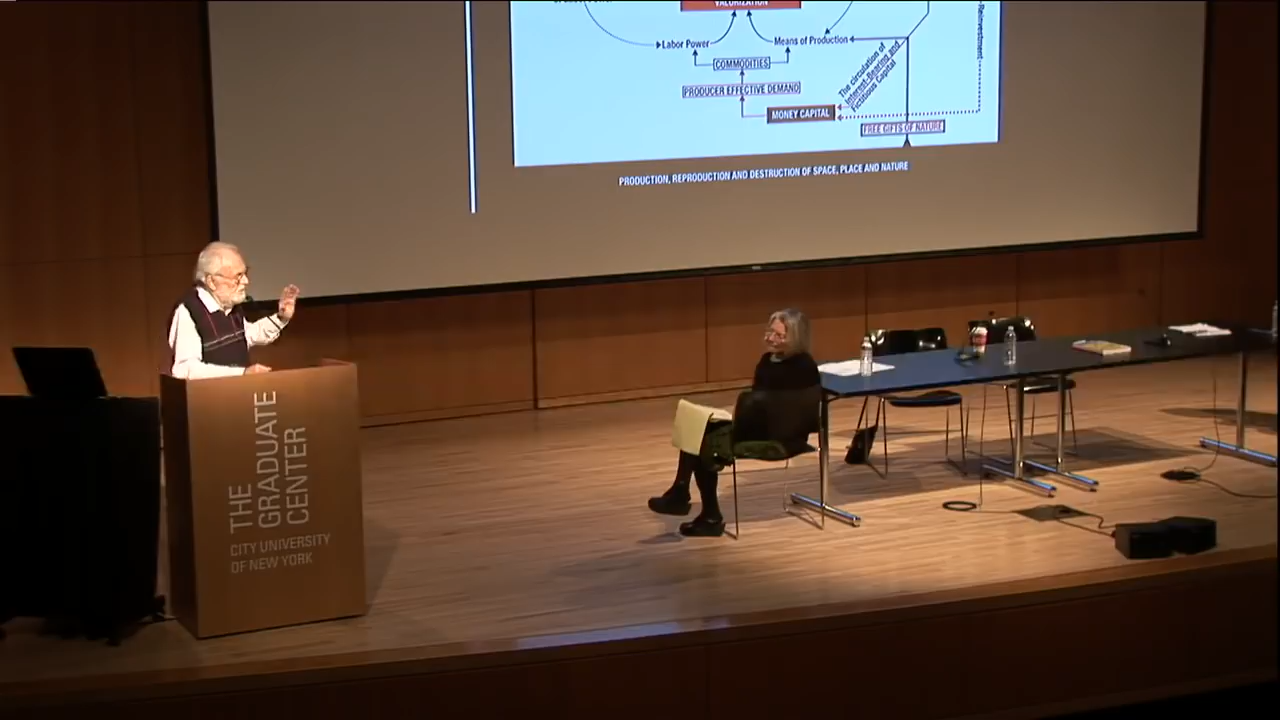 VALORIZATION
Labor Power
Means of Production
COMMODITIES
PRODUCER EFFECTIVE DEMAND
MONEY CAPITAL
The circulation of
Interest-Bearing and
Fictitious Capital
Reinvestment
FREE GIFTS OF NATURE
PRODUCTION, REPRODUCTION AND DESTRUCTION OF SPACE, PLACE AND NATURE
THE
GRADUATE
CENTER
CITY UNIVERSITY
OF NEW YORK